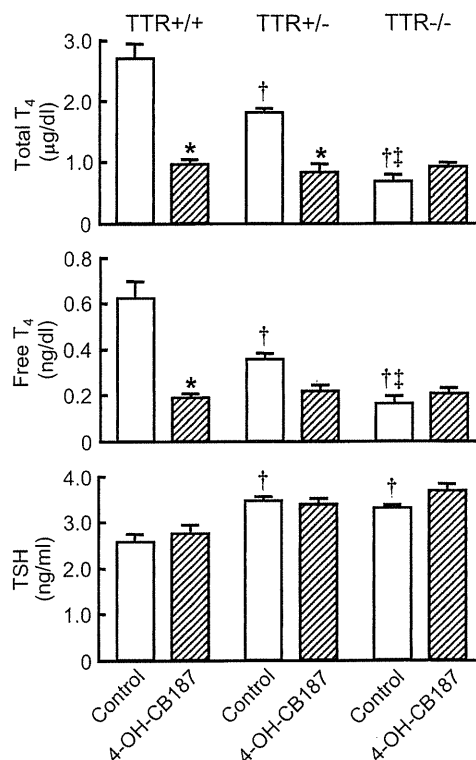 TTR+/+ TTR+/- TTR-/-
Total T4
(µg/dl)
3.0
2.0
1.0
0
*
†
*
†‡
Free T4
(ng/dl)
0.8
0.6
0.4
0.2
0
*
†
†‡
TSH
(ng/ml)
4.0
3.0
2.0
1.0
0
†
†
Control
4-OH-CB187
Control
4-OH-CB187
Control
4-OH-CB187